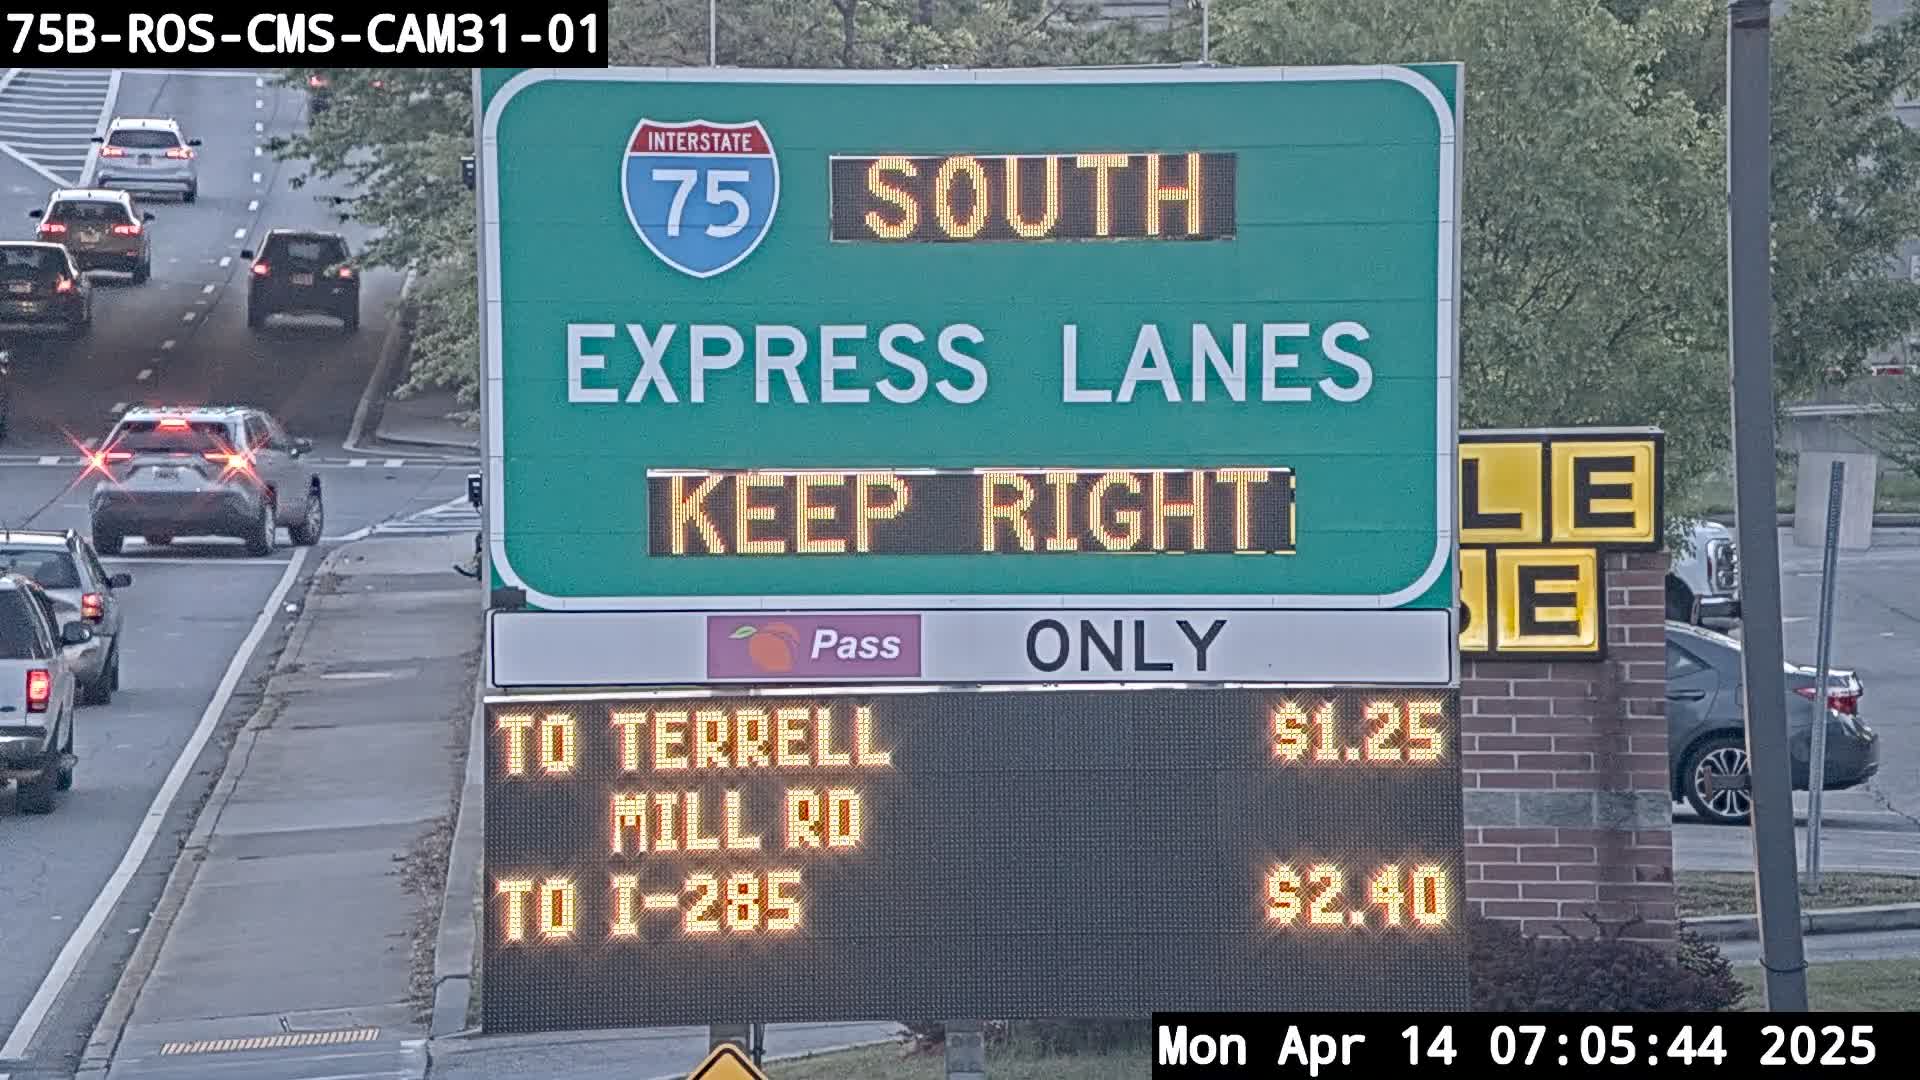 75B-ROS-CMS-CAM31-01
INTERSTATE
75
SOUTH
EXPRESS LANES
KEEP RIGHT
Pass ONLY
TO TERRELL $1.25
MILL RD
TO I-285 $2.40
LE
E
Mon Apr 14 07:05:44 2025